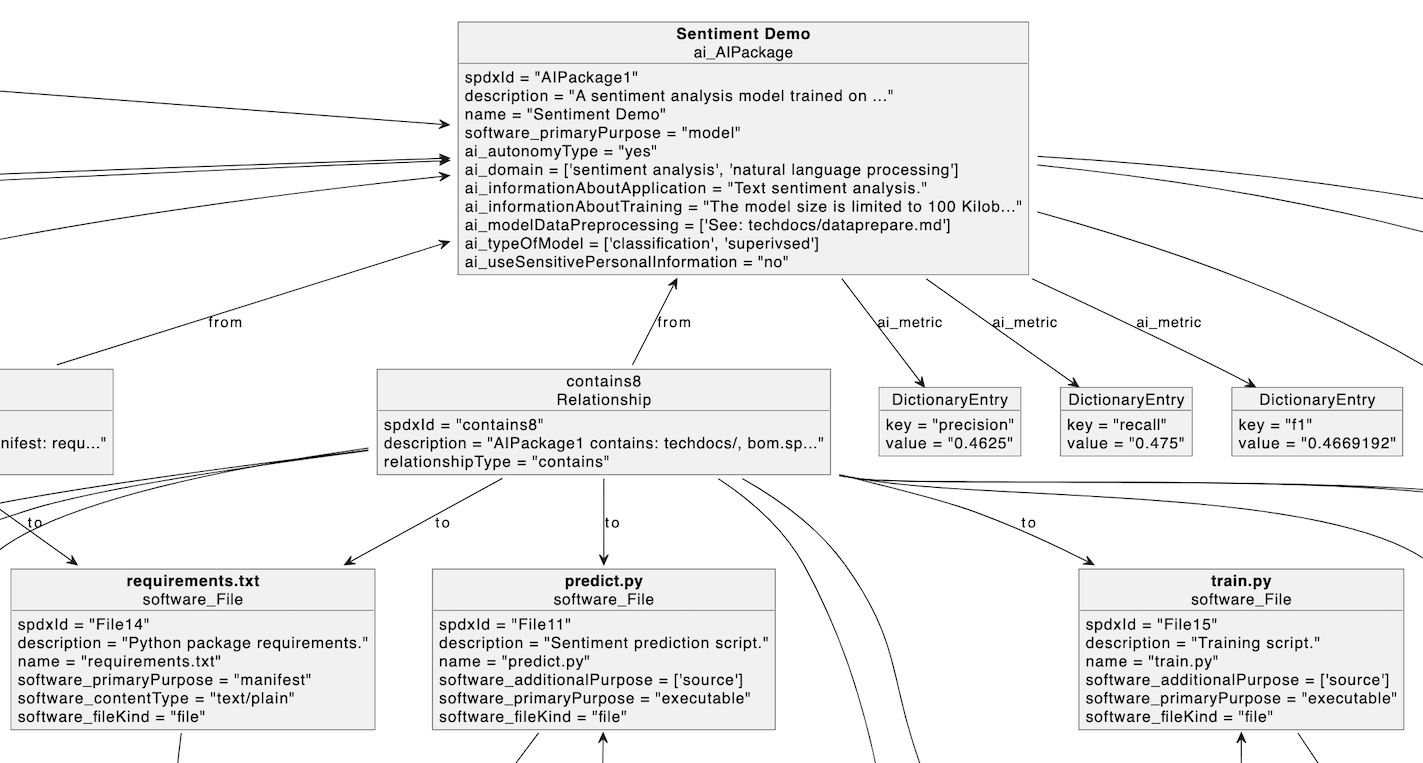 Sentiment Demo
ai_AIPackage
spdxId = "AIPackage1"
description = "A sentiment analysis model trained on ..."
name = "Sentiment Demo"
software_primaryPurpose = "model"
ai_autonomyType = "yes"
ai_domain = ['sentiment analysis', 'natural language processing']
ai_informationAboutApplication = "Text sentiment analysis."
ai_informationAboutTraining = "The model size is limited to 100 Kilob..."
ai_modelDataPreprocessing = ['See: techdocs/dataprepare.md']
ai_typeOfModel = ['classification', 'superivsed']
ai_useSensitivePersonalInformation = "no"
from
from
ai_metric
ai_metric
ai_metric
nifest: requ..."
contains8
Relationship
spdxId = "contains8"
description = "AIPackage1 contains: techdocs/, bom.sp..."
relationshipType = "contains"
DictionaryEntry
key = "precision"
value = "0.4625"
DictionaryEntry
key = "recall"
value = "0.475"
DictionaryEntry
key = "f1"
value = "0.4669192"
to
to
to
to
requirements.txt
software_File
spdxId = "File14"
description = "Python package requirements."
name = "requirements.txt"
software_primaryPurpose = "manifest"
software_contentType = "text/plain"
software_fileKind = "file"
predict.py
software_File
spdxId = "File11"
description = "Sentiment prediction script."
name = "predict.py"
software_additionalPurpose = ['source']
software_primaryPurpose = "executable"
software_fileKind = "file"
train.py
software_File
spdxId = "File15"
description = "Training script."
name = "train.py"
software_additionalPurpose = ['source']
software_primaryPurpose = "executable"
software_fileKind = "file"